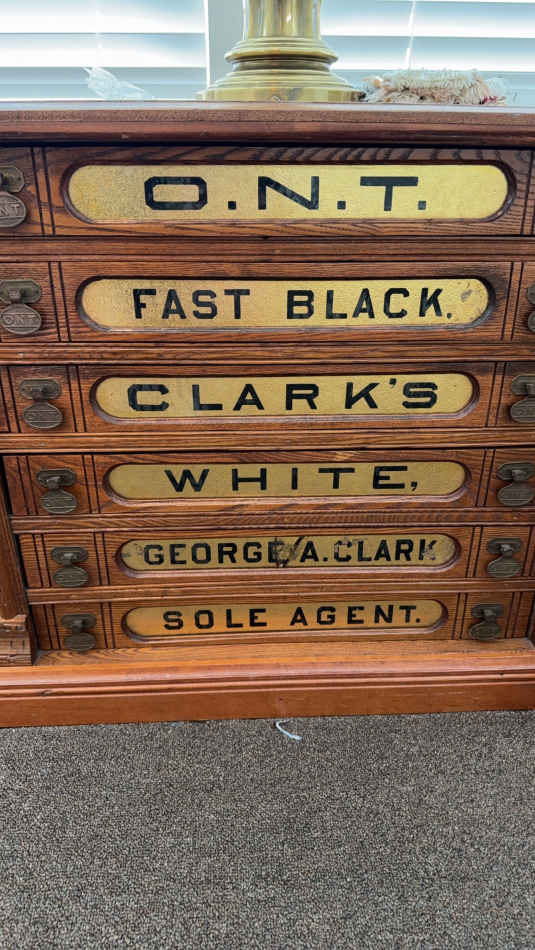 O.N.T.
FAST BLACK.
CLARK'S
WHITE,
GEORGE A. CLARK
SOLE AGENT.